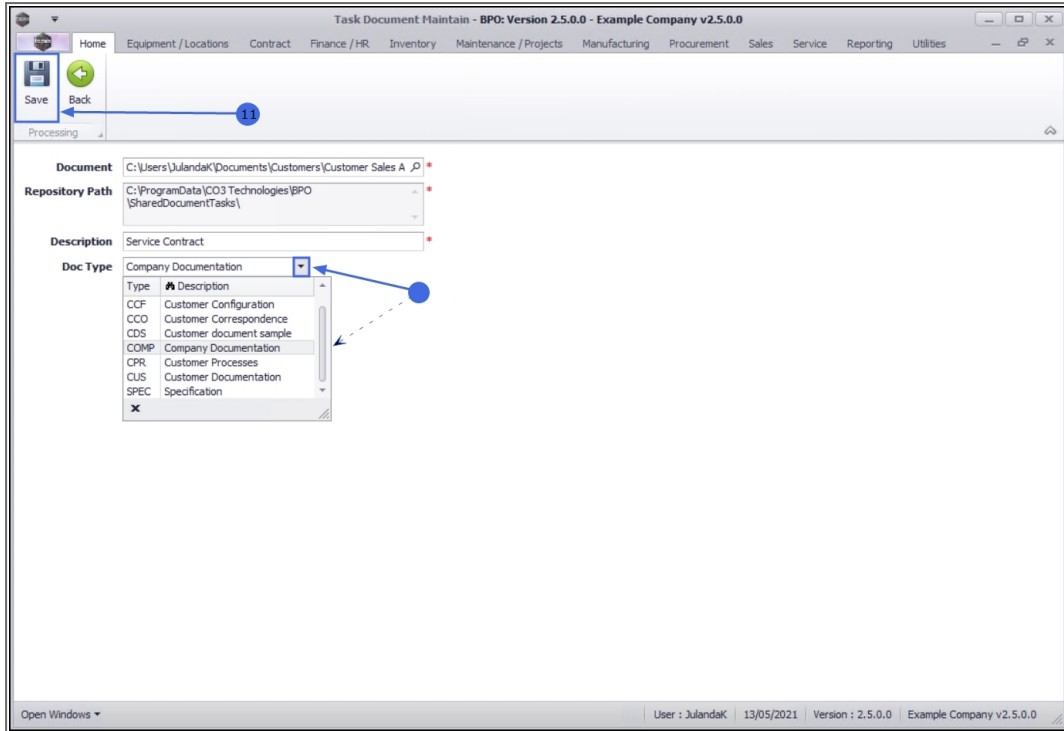 Task Document Maintain - BPO: Version 2.5.0.0 - Example Company v2.5.0.0
Home Equipment / Locations Contract Finance / HR Inventory Maintenance / Projects Manufacturing Procurement Sales Service Reporting Utilities
Save Back
11
Processing
Document C:\Users\JulandaK\Documents\Customers\Customer Sales A *
Repository Path C:\ProgramData\CO3 Technologies\BPO *
\SharedDocumentTasks\
Description Service Contract *
Doc Type Company Documentation
Type Description
CCF Customer Configuration
CCO Customer Correspondence
CDS Customer document sample
COMP Company Documentation
CPR Customer Processes
CUS Customer Documentation
SPEC Specification
Open Windows User : JulandaK 13/05/2021 Version : 2.5.0.0 Example Company v2.5.0.0